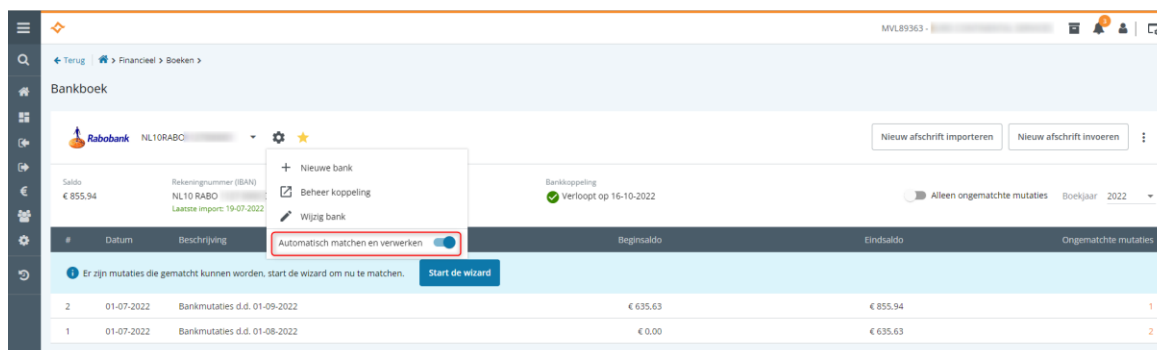 MVL89363 -
Terug > Financieel > Boeken >
Bankboek
Rabobank NL10RABO
Nieuw afschrift importeren Nieuw afschrift invoeren
+ Nieuwe bank
Beheer koppeling
Wijzig bank
Automatisch matchen en verwerken
Saldo
€ 855,94
Rekeningnummer (IBAN)
NL10 RABO
Laatste import: 19-07-2022
Bankkoppeling
Verloopt op 16-10-2022
Alleen ongematchte mutaties Boekjaar 2022
# Datum Beschrijving Beginsaldo Eindsaldo Ongematchte mutaties
Er zijn mutaties die gematcht kunnen worden, start de wizard om nu te matchen. Start de wizard
2 01-07-2022 Bankmutaties d.d. 01-09-2022 € 635,63 € 855,94 1
1 01-07-2022 Bankmutaties d.d. 01-08-2022 € 0,00 € 635,63 2